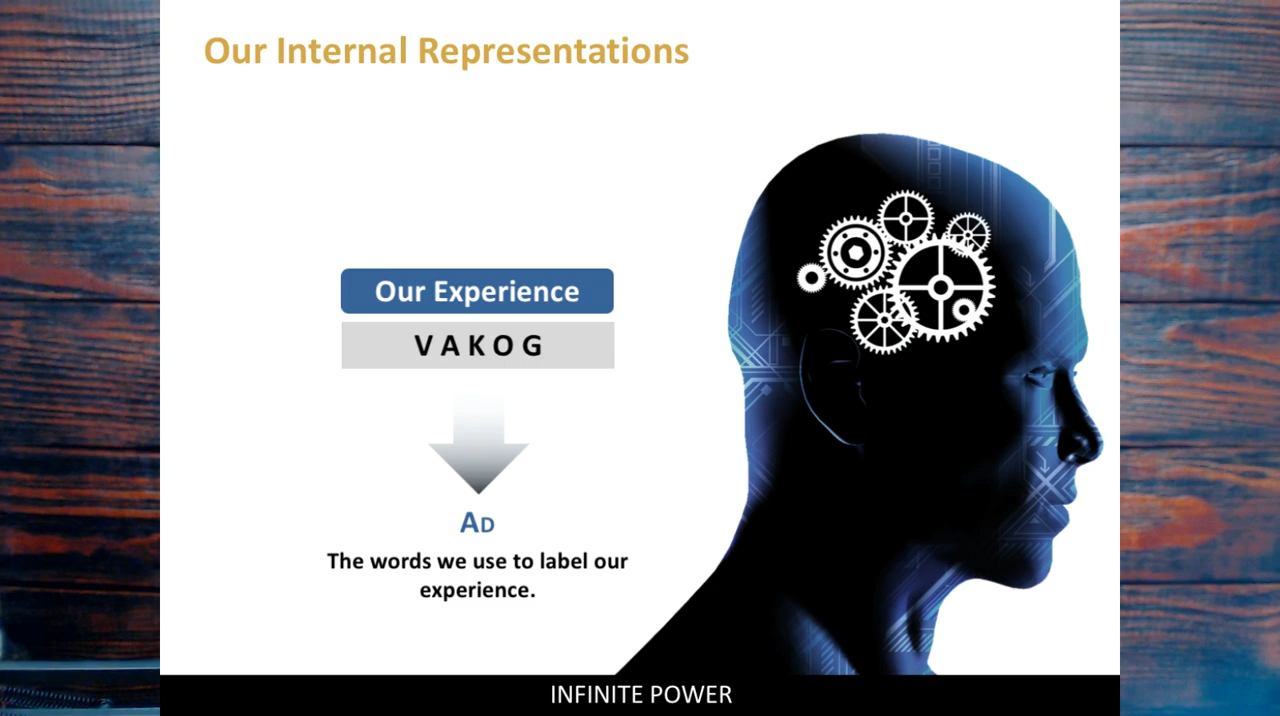 Our Internal Representations
Our Experience
V A K O G
AD
The words we use to label our
experience.
INFINITE POWER